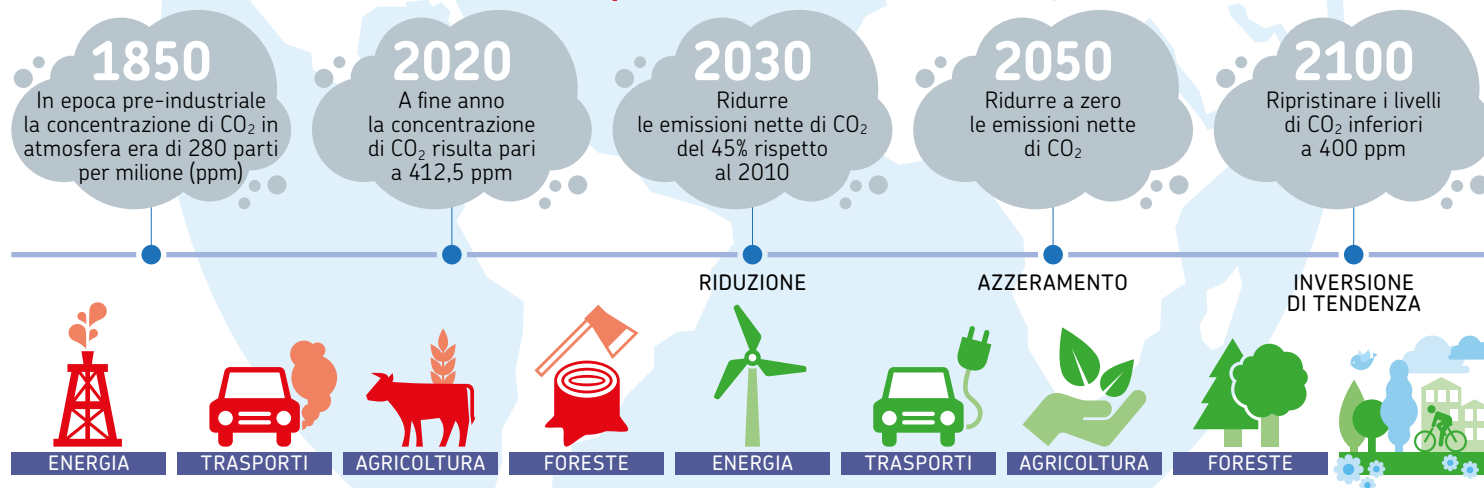 1850
In epoca pre-industriale
la concentrazione di CO₂ in
atmosfera era di 280 parti
per milione (ppm)
2020
A fine anno
la concentrazione
di CO₂ risulta pari
a 412,5 ppm
2030
Ridurre
le emissioni nette di CO₂
del 45% rispetto
al 2010
2050
Ridurre a zero
le emissioni nette
di CO₂
2100
Ripristinare i livelli
di CO₂ inferiori
a 400 ppm
RIDUZIONE
AZZERAMENTO
INVERSIONE
DI TENDENZA
ENERGIA
TRASPORTI
AGRICOLTURA
FORESTE
ENERGIA
TRASPORTI
AGRICOLTURA
FORESTE